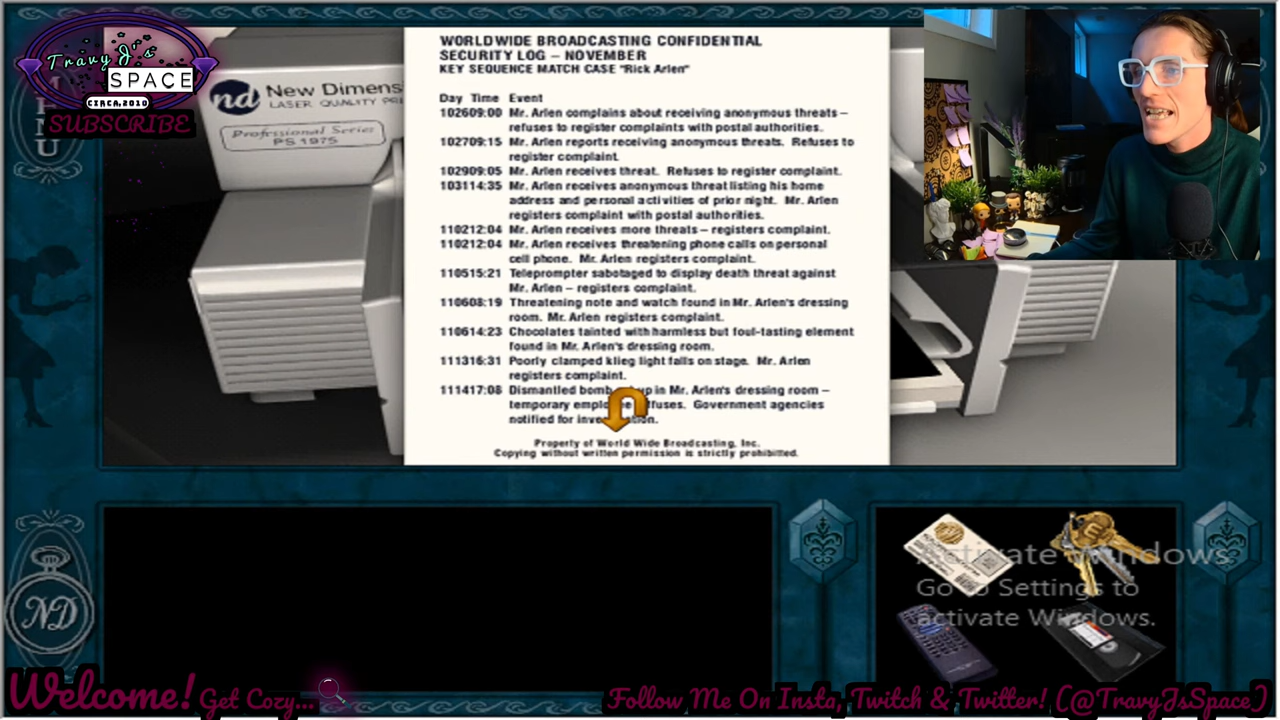 Travy J's
SPACE
CIRCA.2010
SUBSCRIBE
MENU
nd New Dimens
LASER QUALITY PRI
Professional Series
PS 1975
WORLDWIDE BROADCASTING CONFIDENTIAL
SECURITY LOG – NOVEMBER
KEY SEQUENCE MATCH CASE "Rick Arlen"
Day Time Event
102609:00 Mr. Arlen complains about receiving anonymous threats –
refuses to register complaints with postal authorities.
102709:15 Mr. Arlen reports receiving anonymous threats. Refuses to
register complaint.
102909:05 Mr. Arlen receives threat. Refuses to register complaint.
103114:35 Mr. Arlen receives anonymous threat listing his home
address and personal activities of prior night. Mr. Arlen
registers complaint with postal authorities.
110212:04 Mr. Arlen receives more threats – registers complaint.
110212:04 Mr. Arlen receives threatening phone calls on personal
cell phone. Mr. Arlen registers complaint.
110515:21 Teleprompter sabotaged to display death threat against
Mr. Arlen – registers complaint.
110608:19 Threatening note and watch found in Mr. Arlen's dressing
room. Mr. Arlen registers complaint.
110614:23 Chocolates tainted with harmless but foul-tasting element
found in Mr. Arlen's dressing room.
111316:31 Poorly clamped klieg light falls on stage. Mr. Arlen
registers complaint.
111417:08 Dismantled bomb up in Mr. Arlen's dressing room –
temporary fuses. Government agencies
notified for
Property of World Wide Broadcasting, Inc.
Copying without written permission is strictly prohibited.
ND
Activate Windows
Go to Settings to
activate Windows.
Welcome! Get Cozy...
Follow Me On Insta, Twitch & Twitter! (@TravyJsSpace)